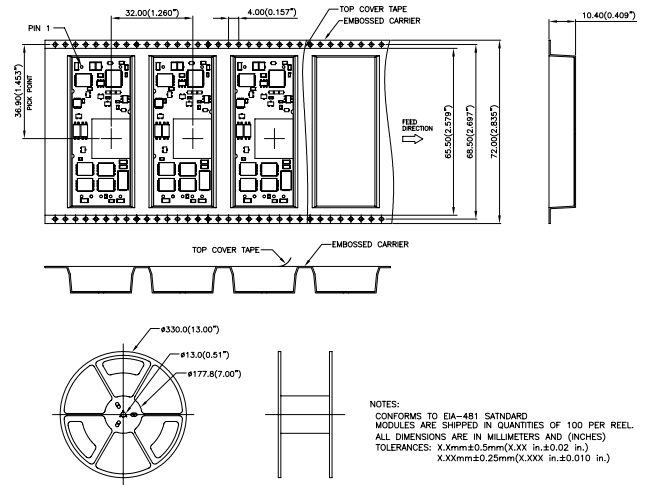 32.00(1.260")
4.00(0.157")
TOP COVER TAPE
EMBOSSED CARRIER
10.40(0.409")
PIN 1
36.90(1.453")
PICK POINT
FEED
DIRECTION
65.50(2.579")
68.50(2.697")
72.00(2.835")
TOP COVER TAPE
EMBOSSED CARRIER
ø330.0(13.00")
ø13.0(0.51")
ø177.8(7.00")
NOTES:
CONFORMS TO EIA-481 SATNDARD
MODULES ARE SHIPPED IN QUANTITIES OF 100 PER REEL.
ALL DIMENSIONS ARE IN MILLIMETERS AND (INCHES)
TOLERANCES: X.Xmm±0.5mm(X.XX in.±0.02 in.)
X.XXmm±0.25mm(X.XXX in.±0.010 in.)